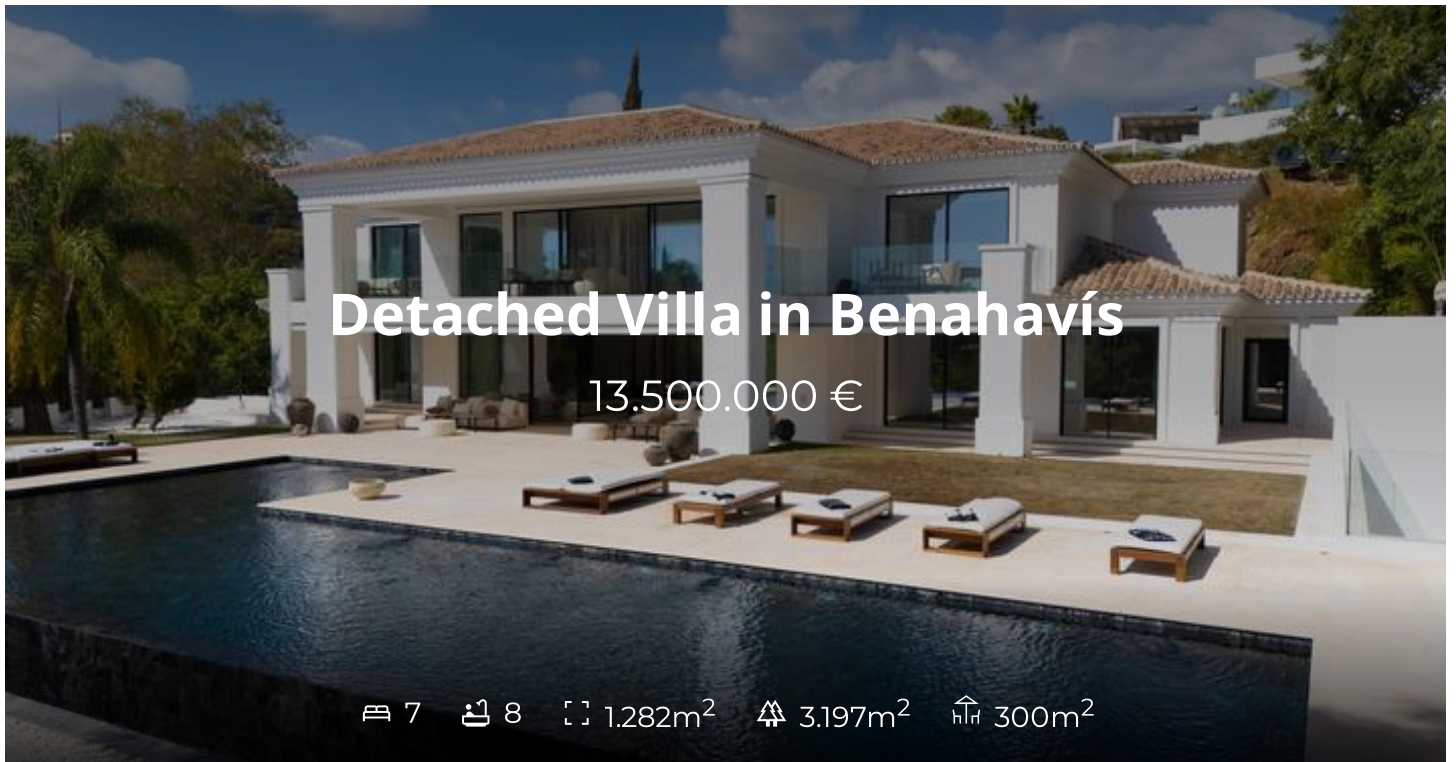 Detached Villa in Benahavís
13.500.000 €
7 8 1.282m² 3.197m² 300m²